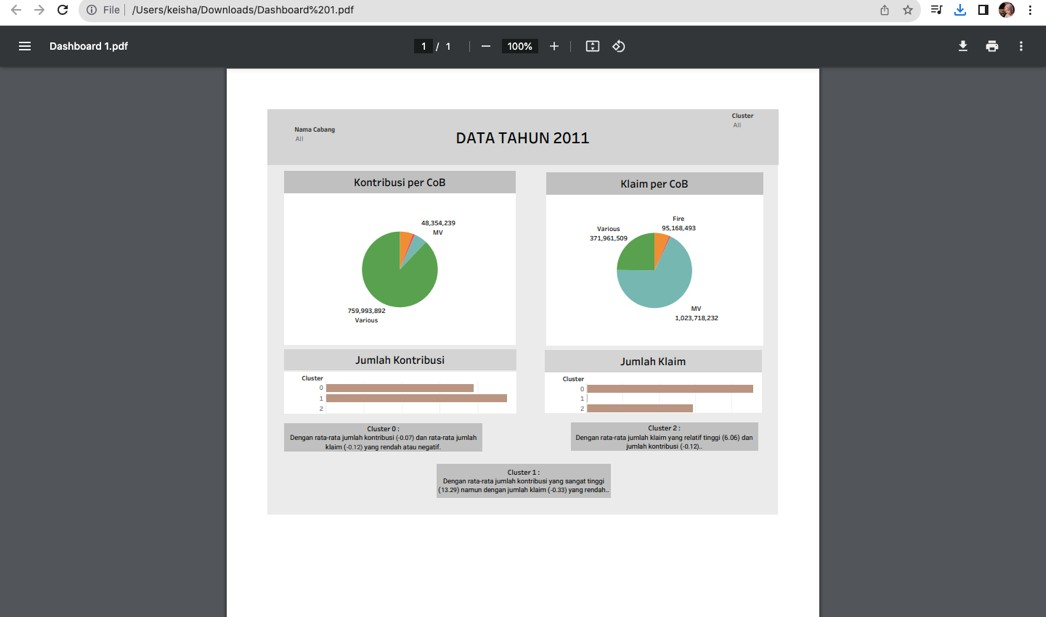 File
/Users/keisha/Downloads/Dashboard%201.pdf
Dashboard 1.pdf
1 / 1
100%
Nama Cabang
All
DATA TAHUN 2011
Cluster
All
Kontribusi per CoB
48,354,239
MV
759,993,892
Various
Klaim per CoB
Various
371,961,509
Fire
95,168,493
MV
1,023,718,232
Jumlah Kontribusi
Cluster
0
1
2
Jumlah Klaim
Cluster
0
1
2
Cluster 0 :
Dengan rata-rata jumlah kontribusi (-0.07) dan rata-rata jumlah
klaim (-0.12) yang rendah atau negatif.
Cluster 2 :
Dengan rata-rata jumlah klaim yang relatif tinggi (6.06) dan
jumlah kontribusi (-0.12)..
Cluster 1 :
Dengan rata-rata jumlah kontribusi yang sangat tinggi
(13.29) namun dengan jumlah klaim (-0.33) yang rendah..